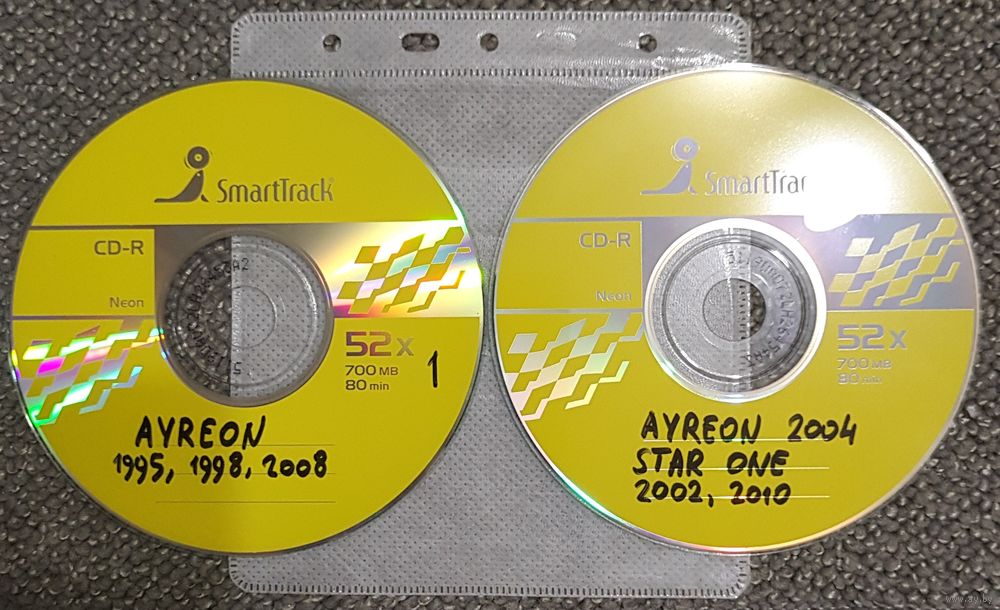 SmartTrack
CD-R
Neon
52x
700 MB
80 min
1
AYREON
1995, 1998, 2008
SmartTrac
CD-R
Neon
52x
700 MB
80 min
AYREON 2004
STAR ONE
2002, 2010